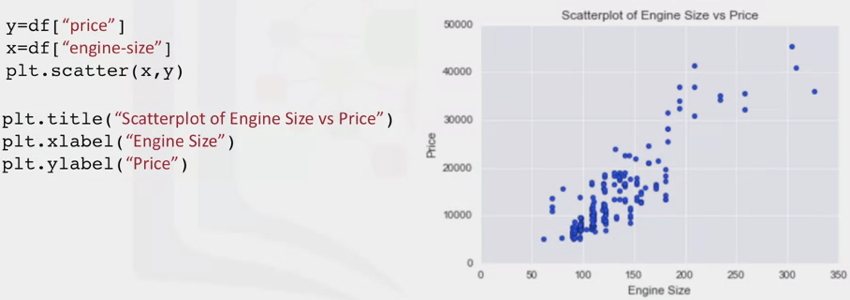 y=df[“price”]
x=df[“engine-size”]
plt.scatter(x,y)
plt.title(“Scatterplot of Engine Size vs Price”)
plt.xlabel(“Engine Size”)
plt.ylabel(“Price”)
Scatterplot of Engine Size vs Price
50000
40000
30000
20000
10000
0
Price
0 50 100 150 200 250 300 350
Engine Size